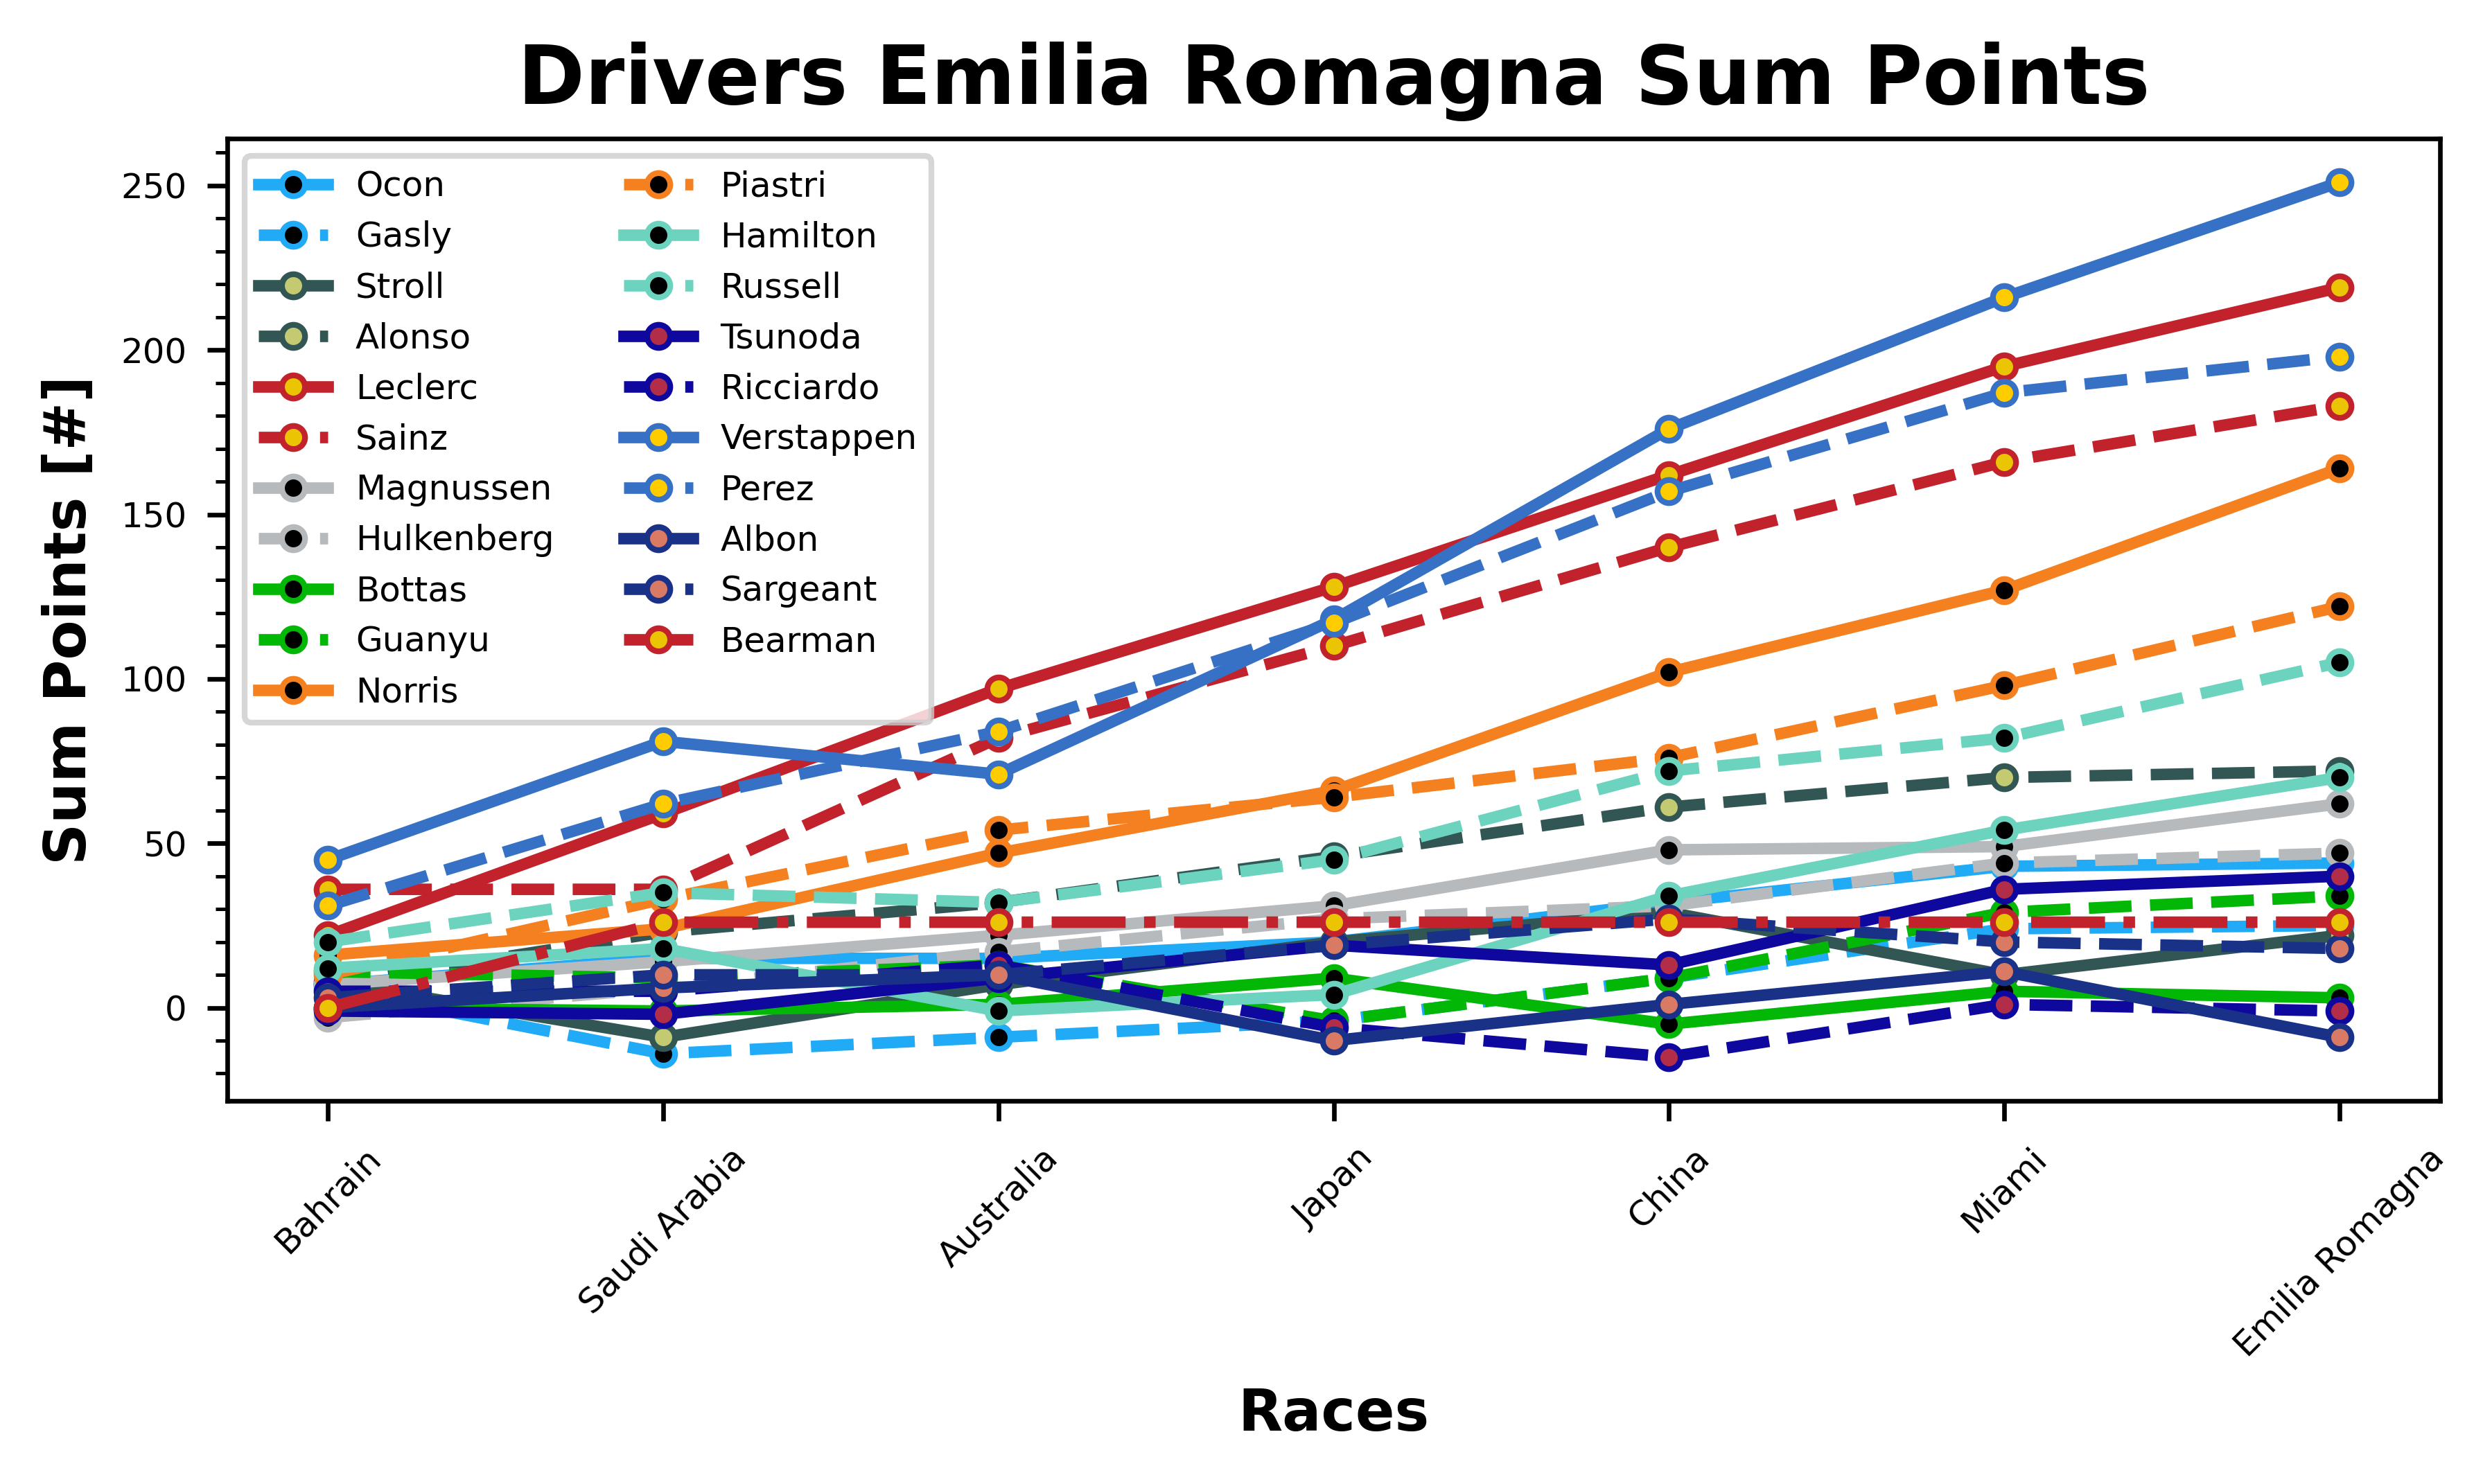 Drivers Emilia Romagna Sum Points
Sum Points [#]
250
200
150
100
50
0
Ocon
Gasly
Stroll
Alonso
Leclerc
Sainz
Magnussen
Hulkenberg
Bottas
Guanyu
Norris
Piastri
Hamilton
Russell
Tsunoda
Ricciardo
Verstappen
Perez
Albon
Sargeant
Bearman
Bahrain
Saudi Arabia
Australia
Japan
China
Miami
Emilia Romagna
Races